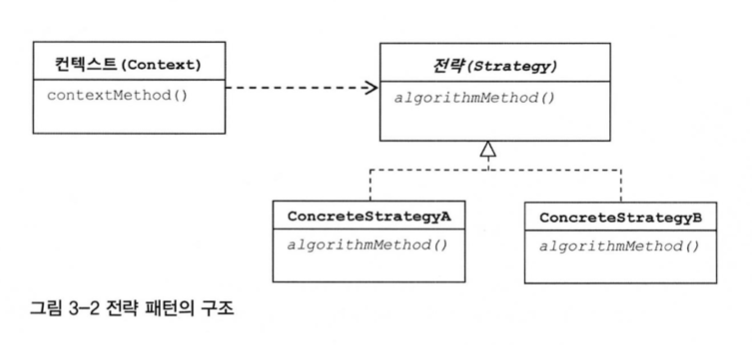 컨텍스트(Context)
contextMethod()
전략(Strategy)
algorithmMethod()
ConcreteStrategyA
algorithmMethod()
ConcreteStrategyB
algorithmMethod()
그림 3-2 전략 패턴의 구조